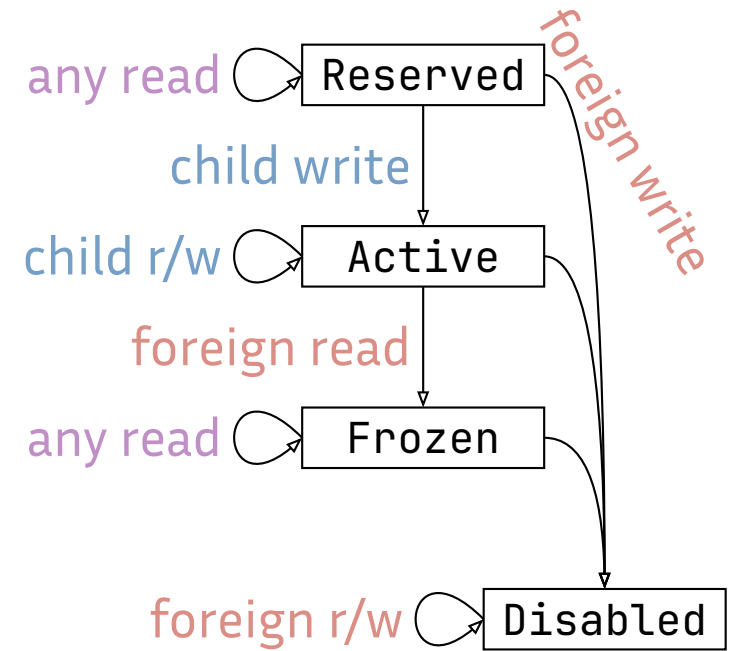 any read
Reserved
foreign write
child write
child r/w
Active
foreign read
any read
Frozen
foreign r/w
Disabled